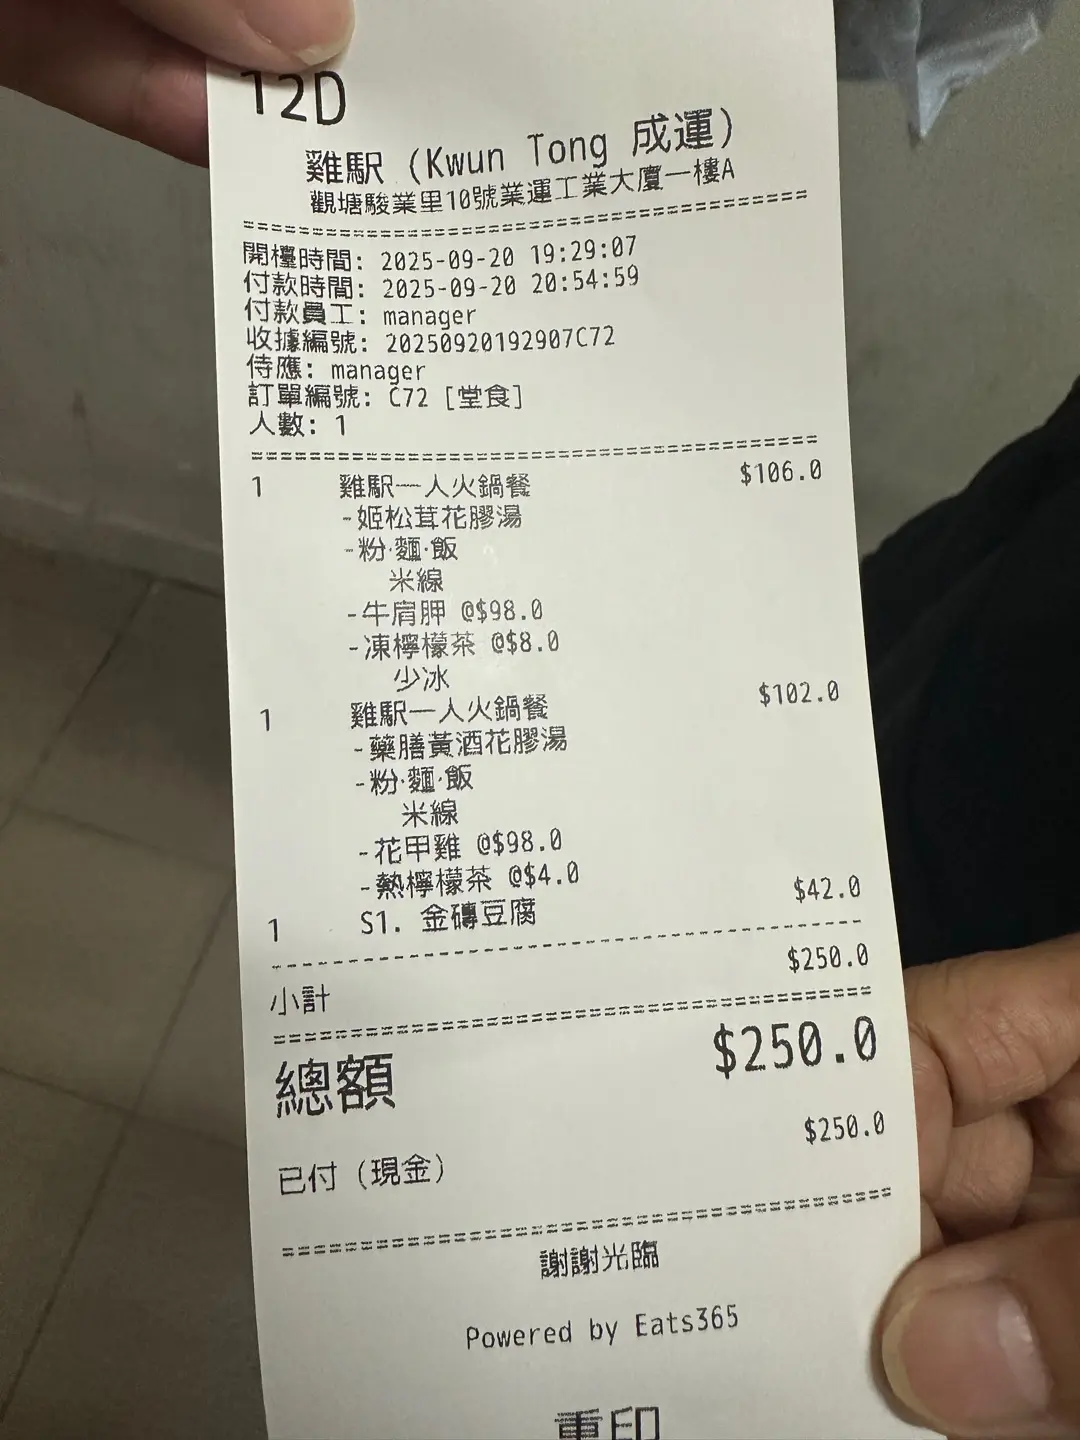 12D
雞駅 (Kwun Tong 成運)
觀塘駿業里10號業運工業大廈一樓A
開檯時間: 2025-09-20 19:29:07
付款時間: 2025-09-20 20:54:59
付款員工: manager
收據編號: 20250920192907C72
侍應: manager
訂單編號: C72 [堂食]
人數: 1
1 雞駅一人火鍋餐 $106.0
-姬松茸花膠湯
-粉·麵·飯
米線
-牛肩胛 @$98.0
-凍檸檬茶 @$8.0
少冰
1 雞駅一人火鍋餐 $102.0
-藥膳黃酒花膠湯
-粉·麵·飯
米線
-花甲雞 @$98.0
-熱檸檬茶 @$4.0
1 S1. 金磚豆腐 $42.0
小計 $250.0
總額 $250.0
已付 (現金) $250.0
謝謝光臨
Powered by Eats365
重印